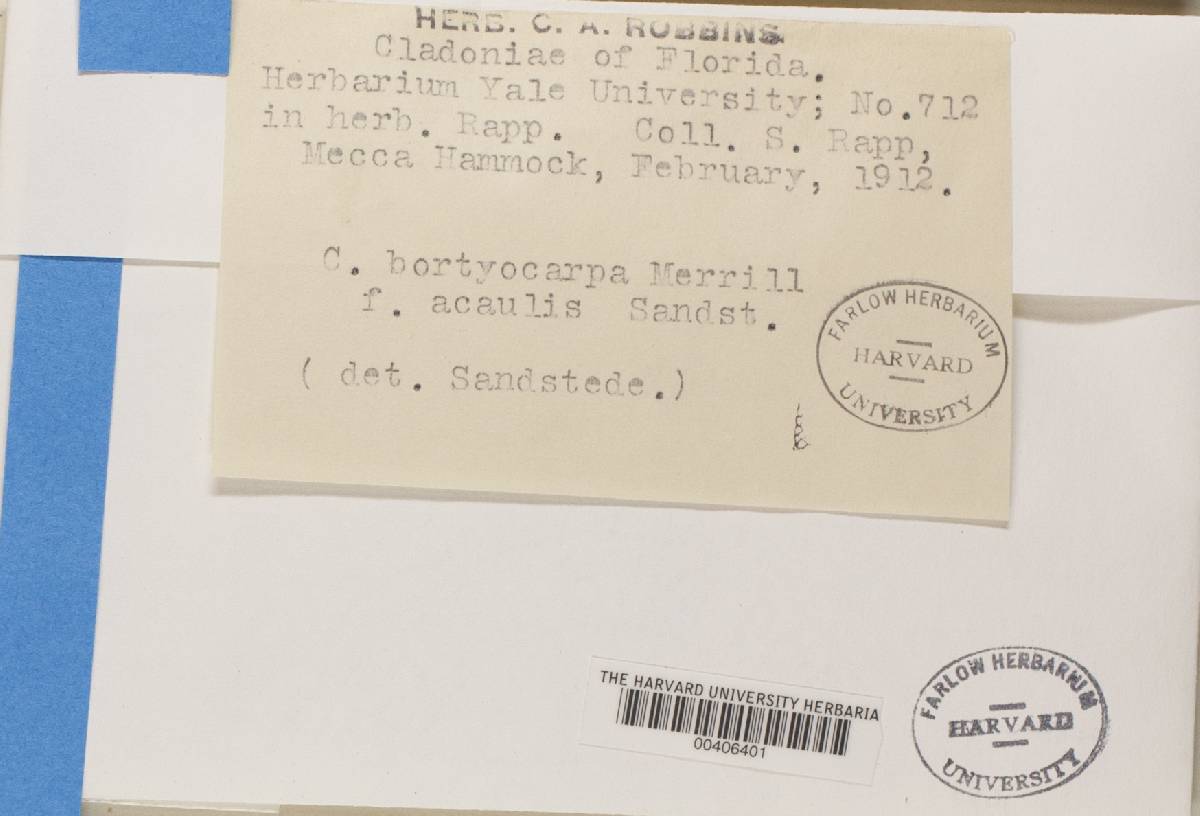 HERB. C. A. ROBBINS
Cladoniae of Florida.
Herbarium Yale University; No.712
in herb. Rapp. Coll. S. Rapp,
Mecca Hammock, February, 1912.
C. bortyocarpa Merrill
f. acaulis Sandst.
( det. Sandstede.)
FARLOW HERBARIUM
HARVARD
UNIVERSITY
THE HARVARD UNIVERSITY HERBARIA
00406401
FARLOW HERBARIUM
HARVARD
UNIVERSITY